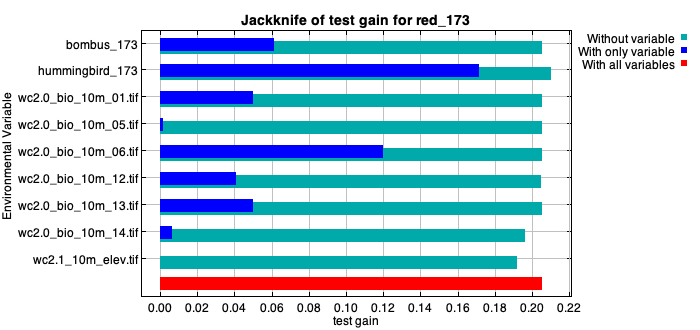 Jackknife of test gain for red_173
Without variable
With only variable
With all variables
Environmental Variable
bombus_173
hummingbird_173
wc2.0_bio_10m_01.tif
wc2.0_bio_10m_05.tif
wc2.0_bio_10m_06.tif
wc2.0_bio_10m_12.tif
wc2.0_bio_10m_13.tif
wc2.0_bio_10m_14.tif
wc2.1_10m_elev.tif
0.00 0.02 0.04 0.06 0.08 0.10 0.12 0.14 0.16 0.18 0.20 0.22
test gain